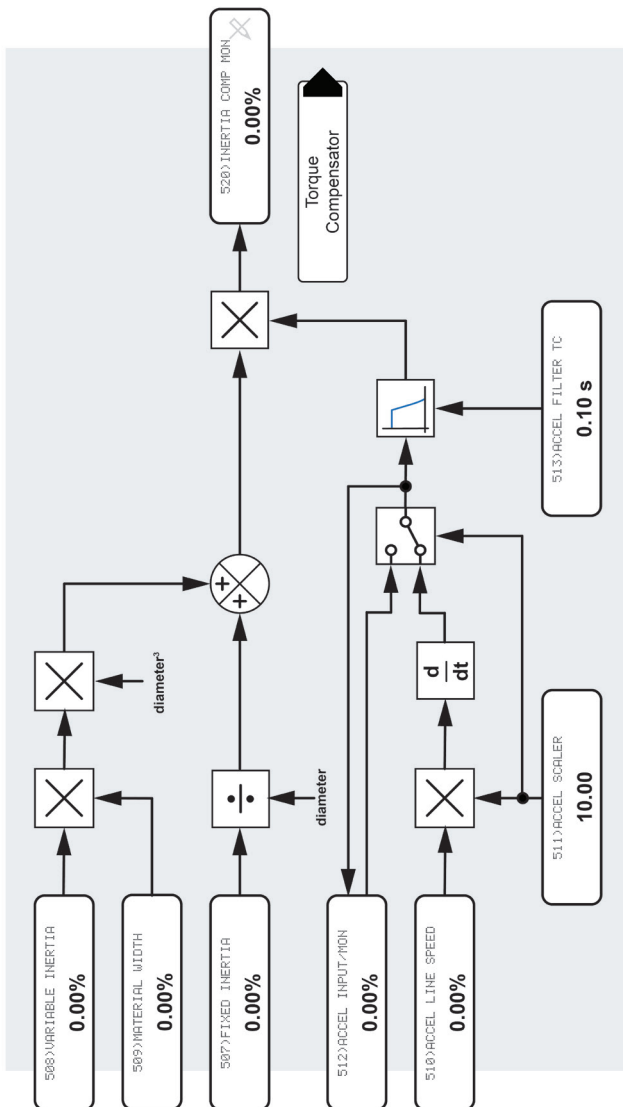 508)VARIABLE INERTIA
0.00%
509)MATERIAL WIDTH
0.00%
diameter³
507)FIXED INERTIA
0.00%
diameter
+
+
520)INERTIA COMP MON
0.00%
Torque
Compensator
512)ACCEL INPUT/MON
0.00%
510)ACCEL LINE SPEED
0.00%
d
dt
511)ACCEL SCALER
10.00
513)ACCEL FILTER TC
0.10 s